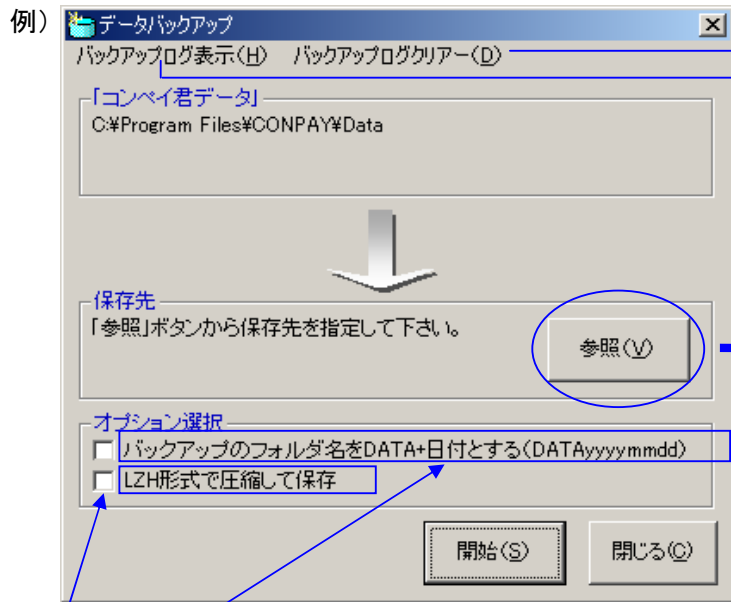 例)
データバックアップ
バックアップログ表示(H) バックアップログクリアー(D)
「コンペイ君データ」
C:¥Program Files¥CONPAY¥Data
保存先
「参照」ボタンから保存先を指定して下さい。
参照(V)
オプション選択
バックアップのフォルダ名をDATA+日付とする(DATAyyyymmdd)
LZH形式で圧縮して保存
開始(S) 閉じる(C)